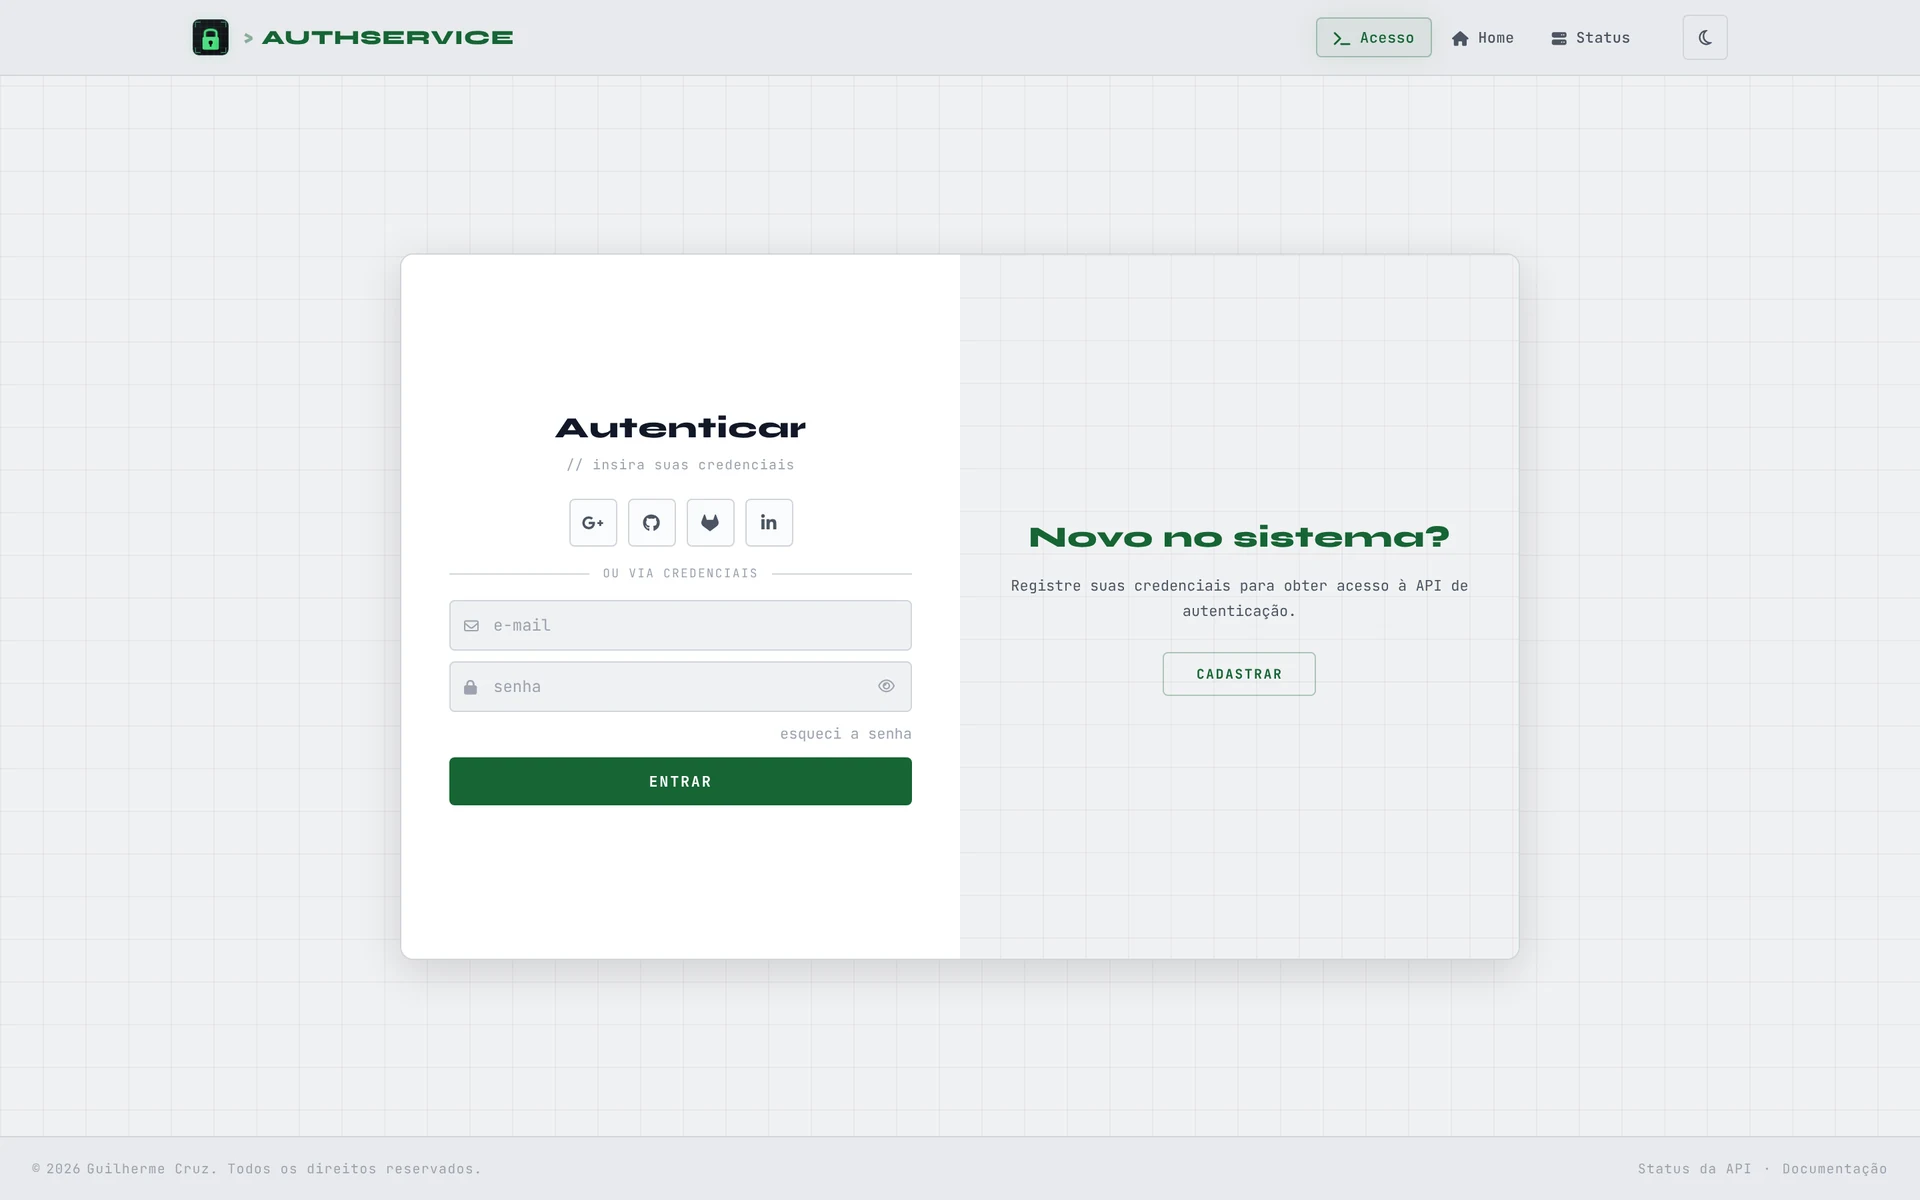 > AUTHSERVICE
Acesso
Home
Status
Autenticar
// insira suas credenciais
G+
in
OU VIA CREDENCIAIS
e-mail
senha
esqueci a senha
ENTRAR
Novo no sistema?
Registre suas credenciais para obter acesso à API de
autenticação.
CADASTRAR
© 2026 Guilherme Cruz. Todos os direitos reservados.
Status da API · Documentação